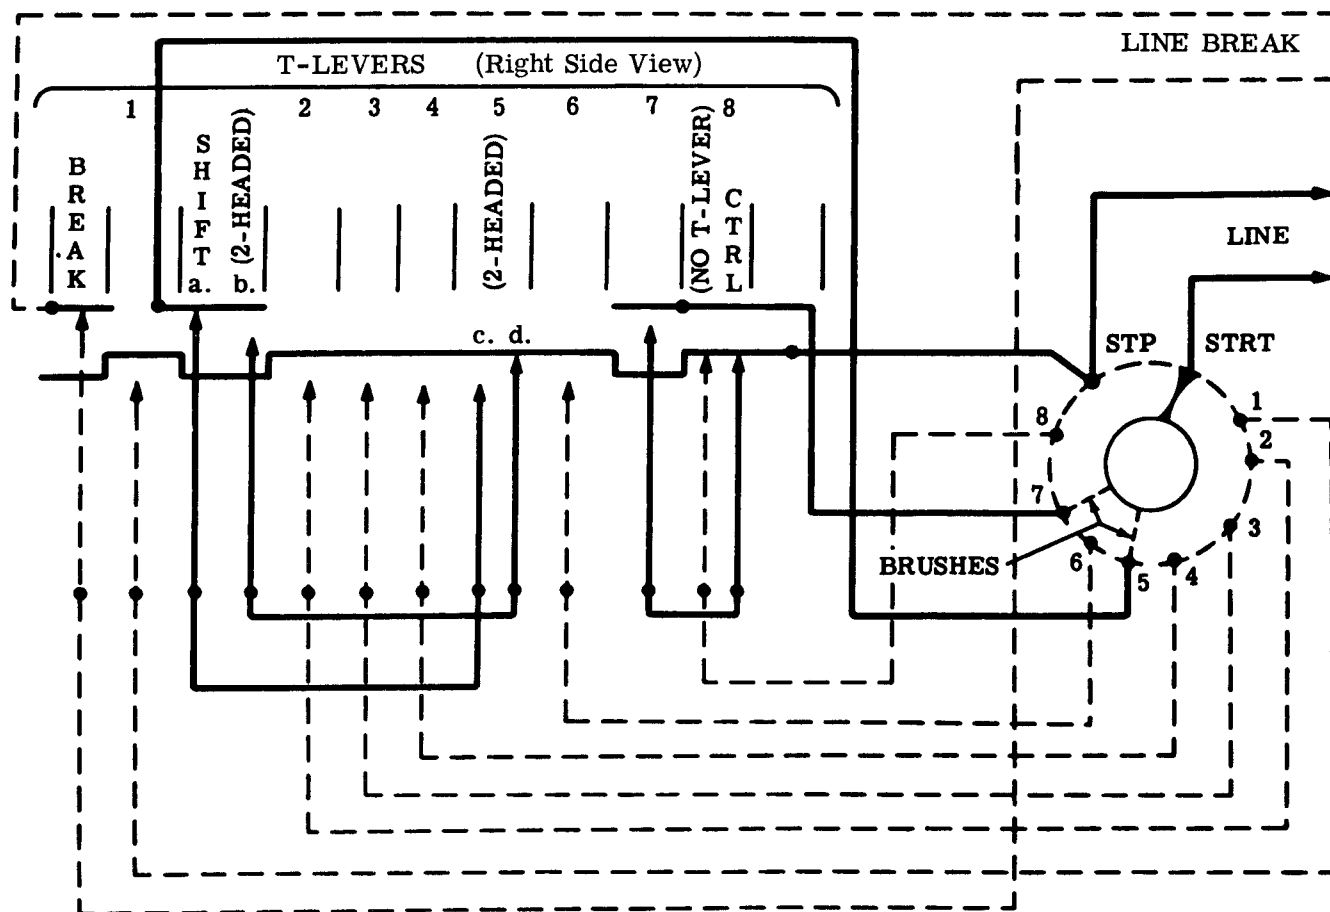 LINE BREAK
T-LEVERS (Right Side View)
1 2 3 4 5 6 7 8
BREAK
SHIFT
(2-HEADED)
a. b.
(2-HEADED)
(NO T-LEVER)
CTRL
LINE
c. d.
STP STRT
1
8
2
7
3
BRUSHES
6
5
4